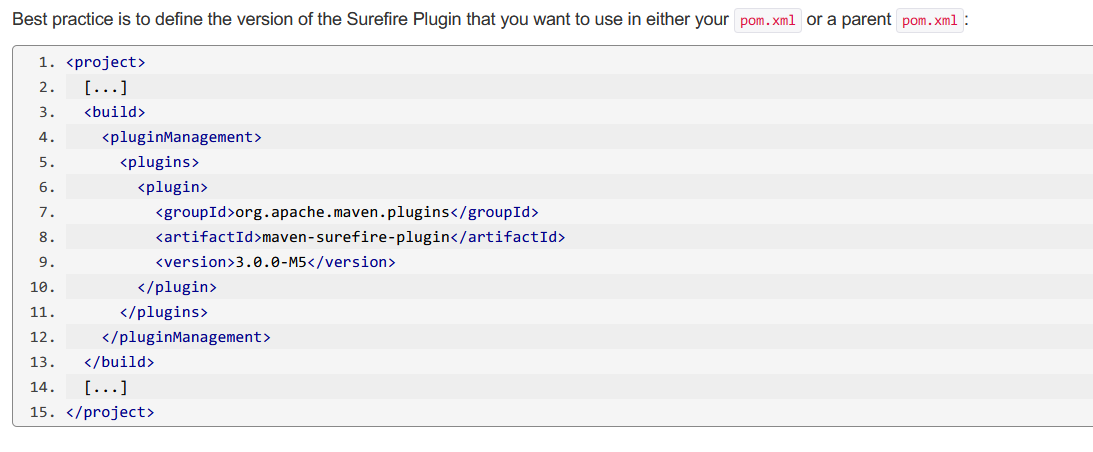 Best practice is to define the version of the Surefire Plugin that you want to use in either your pom.xml or a parent pom.xml:
1. <project>
2.   [...]
3.   <build>
4.     <pluginManagement>
5.       <plugins>
6.         <plugin>
7.           <groupId>org.apache.maven.plugins</groupId>
8.           <artifactId>maven-surefire-plugin</artifactId>
9.           <version>3.0.0-M5</version>
10.         </plugin>
11.       </plugins>
12.     </pluginManagement>
13.   </build>
14.   [...]
15. </project>